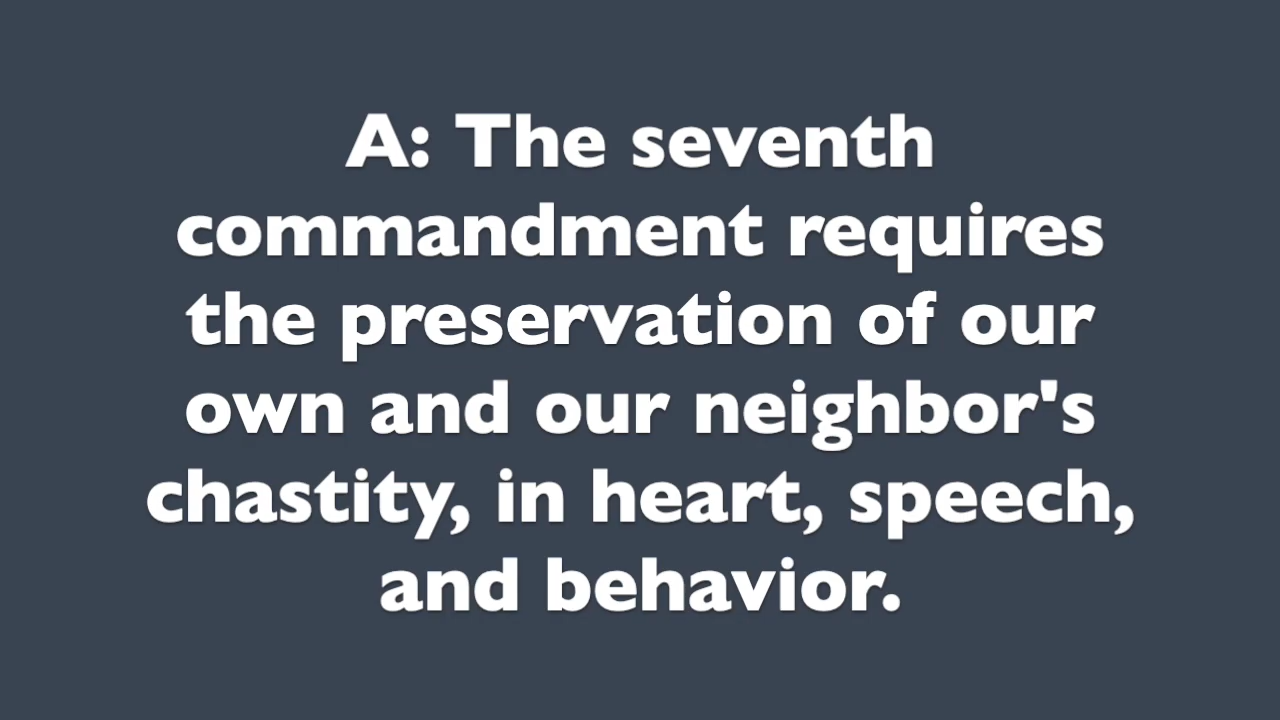 A: The seventh
commandment requires
the preservation of our
own and our neighbor's
chastity, in heart, speech,
and behavior.